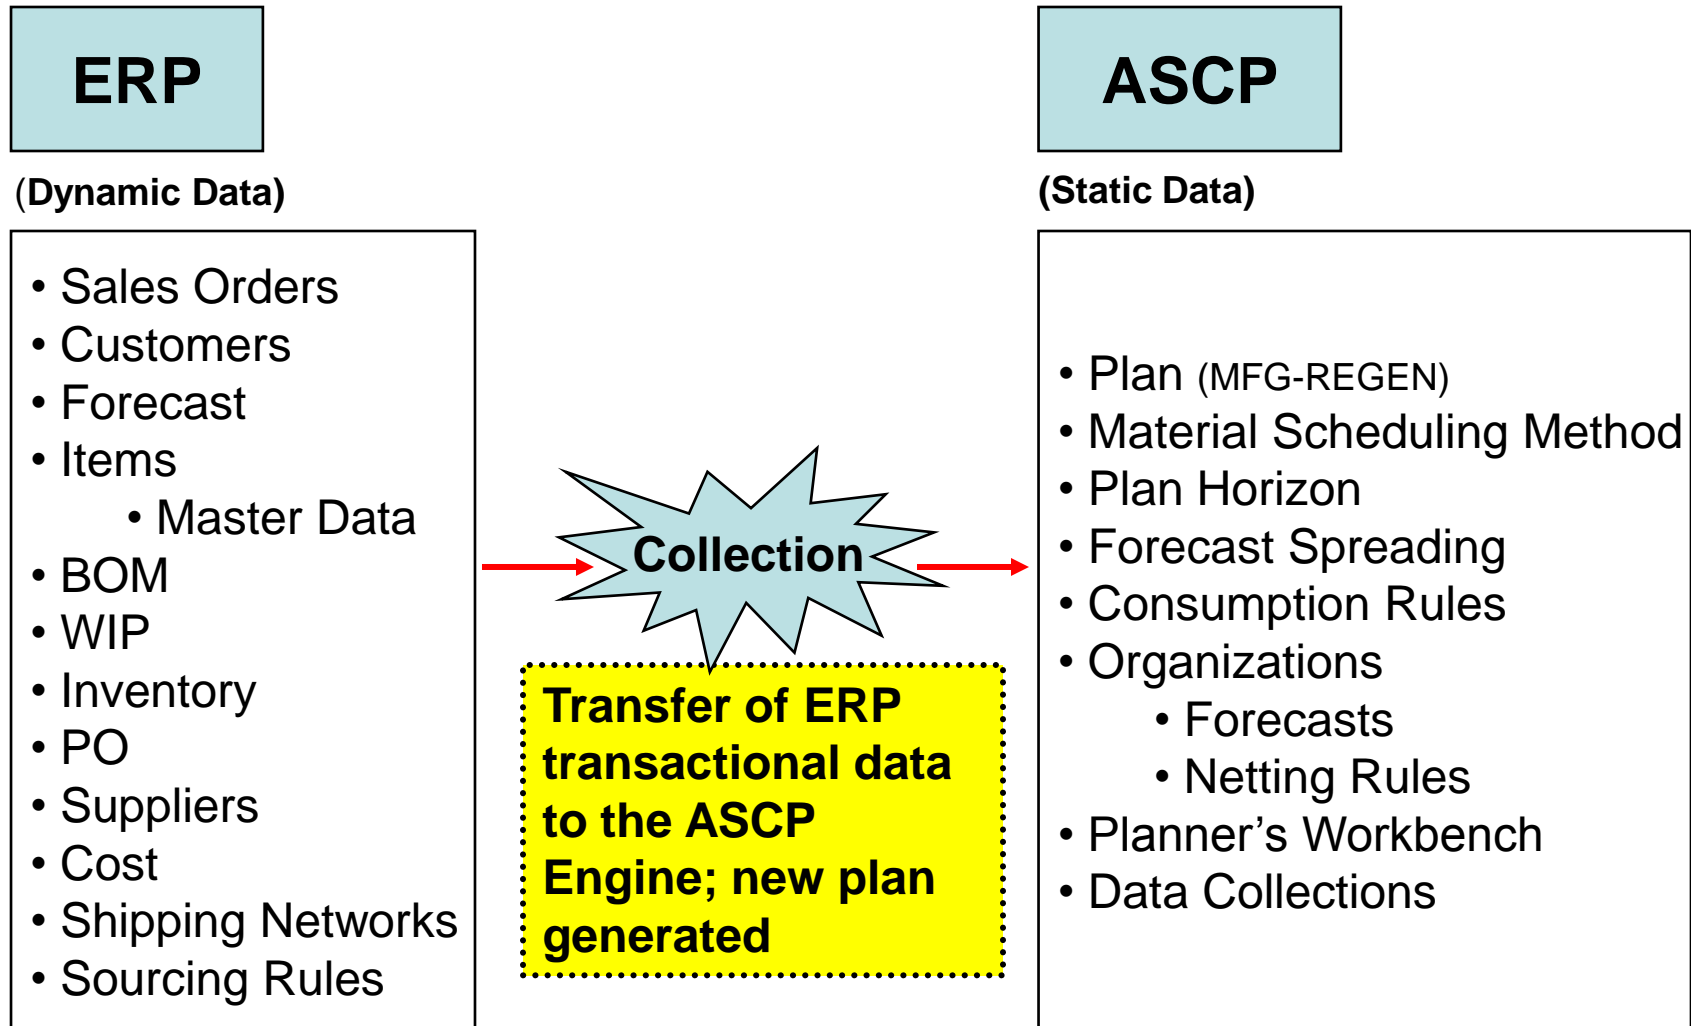 ERP
(Dynamic Data)
• Sales Orders
• Customers
• Forecast
• Items
• Master Data
• BOM
• WIP
• Inventory
• PO
• Suppliers
• Cost
• Shipping Networks
• Sourcing Rules
Collection
Transfer of ERP
transactional data
to the ASCP
Engine; new plan
generated
ASCP
(Static Data)
• Plan (MFG-REGEN)
• Material Scheduling Method
• Plan Horizon
• Forecast Spreading
• Consumption Rules
• Organizations
• Forecasts
• Netting Rules
• Planner’s Workbench
• Data Collections